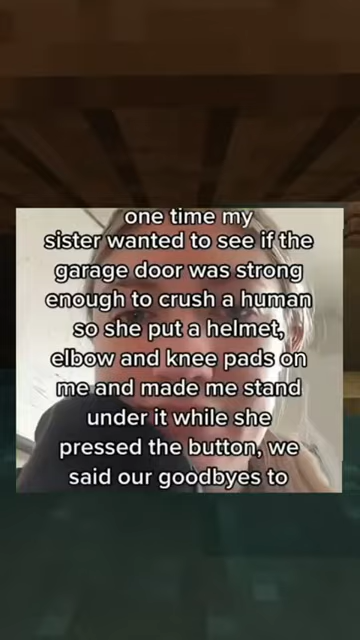 one time my
sister wanted to see if the
garage door was strong
enough to crush a human
so she put a helmet,
elbow and knee pads on
me and made me stand
under it while she
pressed the button, we
said our goodbyes to